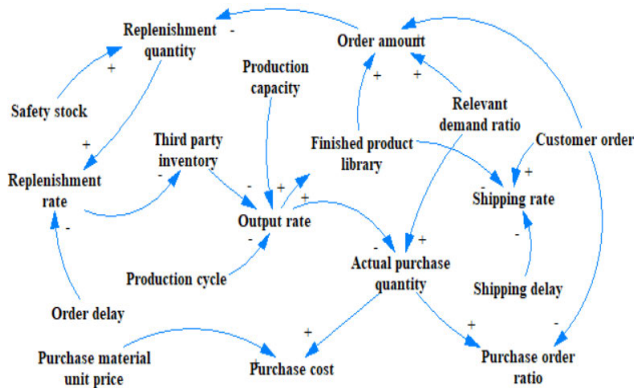 Replenishment
quantity
-
Order amount
+
+
+
+
Production
capacity
Safety stock
Relevant
demand ratio
+
Third party
inventory
Finished product
library
Customer order
Replenishment
rate
-
-
+
+
+
-
+
Shipping rate
-
Output rate
-
-
+
-
Actual purchase
quantity
Production cycle
Shipping delay
Order delay
+
+
-
Purchase material
unit price
+
Purchase cost
Purchase order
ratio